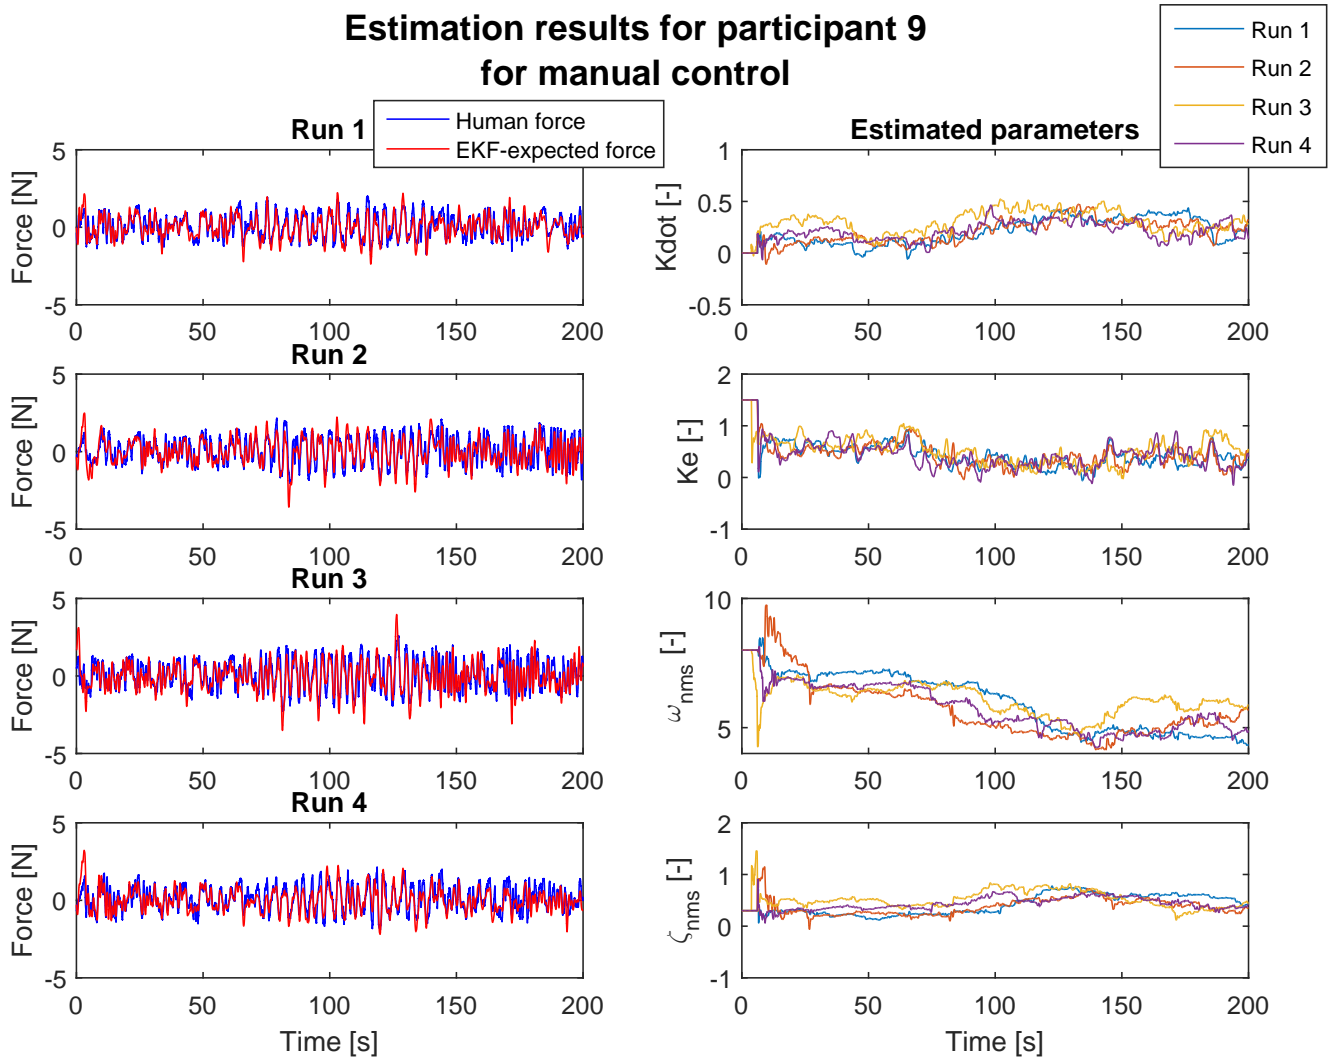 Estimation results for participant 9
for manual control
Run 1
Run 2
Run 3
Run 4
Run 1
Human force
EKF-expected force
Force [N]
5
0
-5
0 50 100 150 200
Run 2
Force [N]
5
0
-5
0 50 100 150 200
Run 3
Force [N]
5
0
-5
0 50 100 150 200
Run 4
Force [N]
5
0
-5
0 50 100 150 200
Time [s]
Estimated parameters
Kdot [-]
1
0.5
0
-0.5
0 50 100 150 200
Ke [-]
2
1
0
-1
0 50 100 150 200
ωnms [-]
10
5
0 50 100 150 200
ζnms [-]
2
1
0
-1
0 50 100 150 200
Time [s]